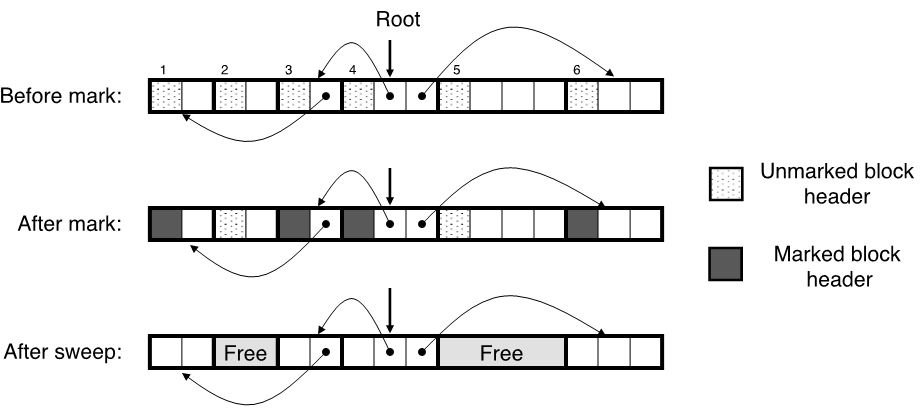 Root
1 2 3 4 5 6
Before mark:
Unmarked block
header
After mark:
Marked block
header
After sweep:
Free
Free